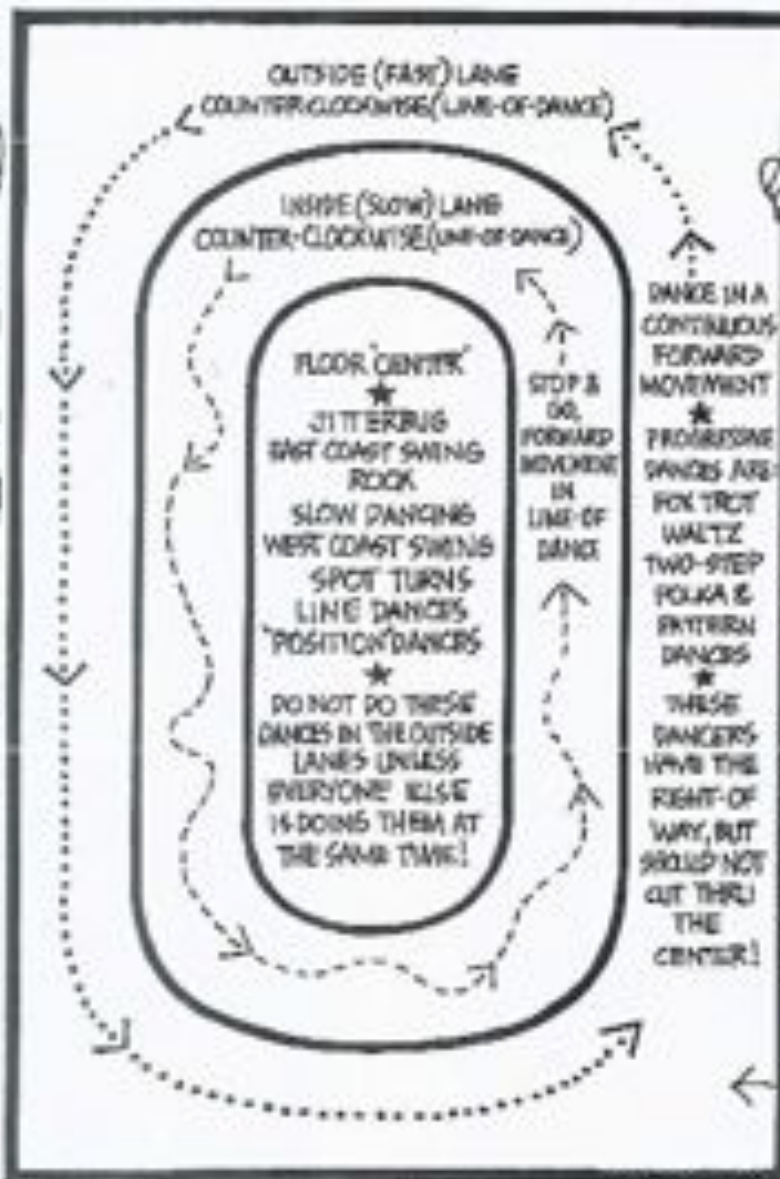 OUTSIDE (FAST) LANE
COUNTER-CLOCKWISE (LINE-OF-DANCE)
INSIDE (SLOW) LANE
COUNTER-CLOCKWISE (LINE-OF-DANCE)
FLOOR "CENTER"
★
JITTERBUG
EAST COAST SWING
ROCK
SLOW DANCING
WEST COAST SWING
SPOT TURNS
LINE DANCES
"POSITION" DANCES
★
DO NOT DO THESE
DANCES IN THE OUTSIDE
LANES UNLESS
EVERYONE ELSE
IS DOING THEM AT
THE SAME TIME!
STOP &
GO,
FORWARD
MOVEMENT
IN
LINE-OF
DANCE
DANCE IN A
CONTINUOUS
FORWARD
MOVEMENT
★
PROGRESSIVE
DANCES ARE
FOX TROT
WALTZ
TWO-STEP
POLKA &
PATTERN
DANCES
★
THESE
DANCERS
HAVE THE
RIGHT-OF
WAY, BUT
SHOULD NOT
CUT THRU
THE
CENTER!